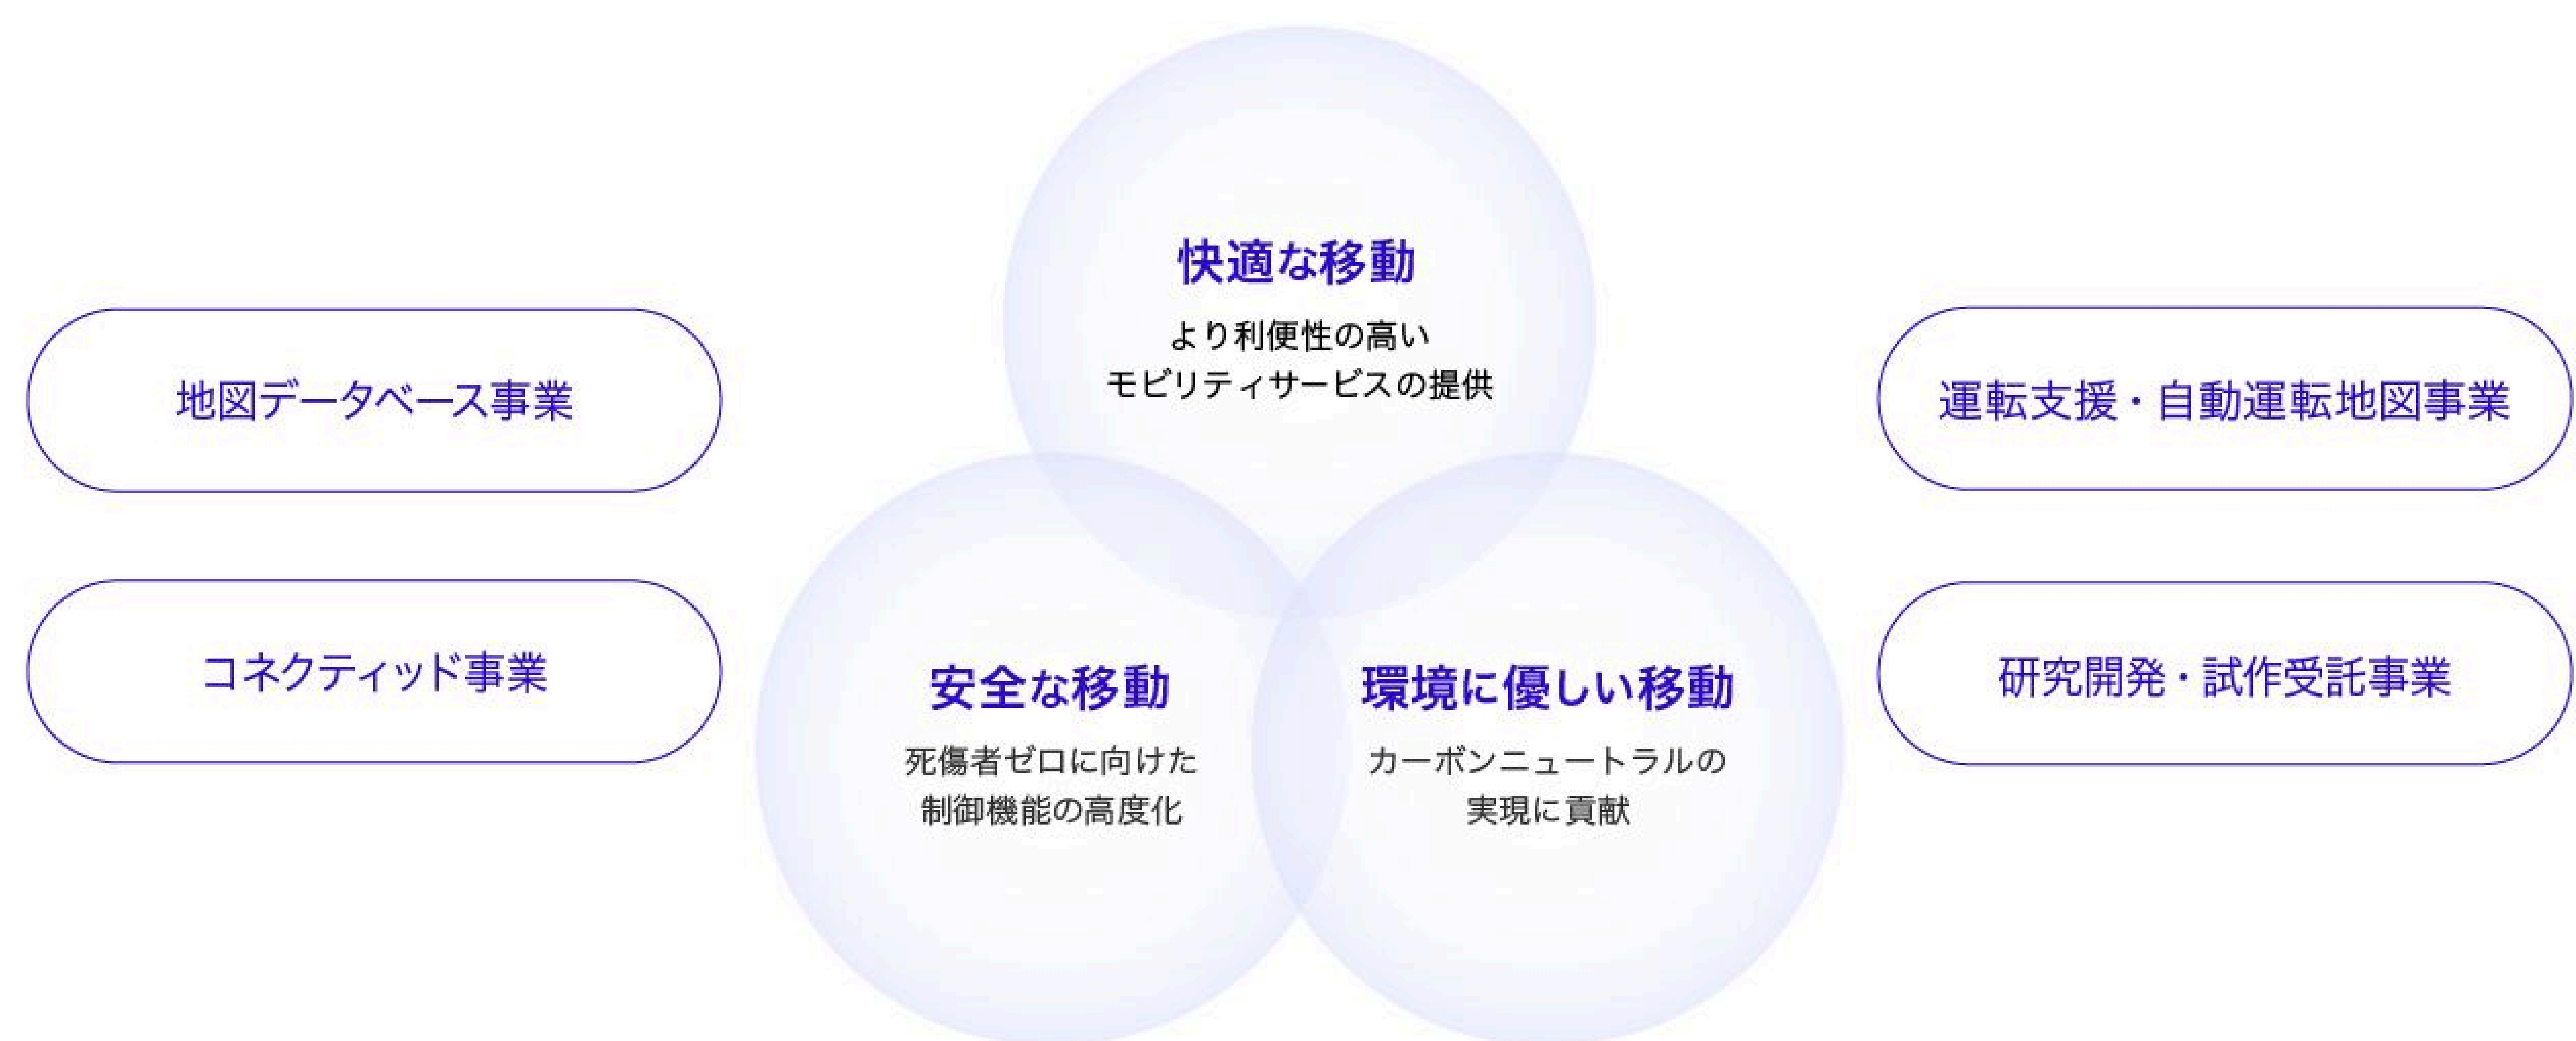 快適な移動
より利便性の高い
モビリティサービスの提供
地図データベース事業
運転支援・自動運転地図事業
コネクティッド事業
安全な移動
死傷者ゼロに向けた
制御機能の高度化
環境に優しい移動
カーボンニュートラルの
実現に貢献
研究開発・試作受託事業